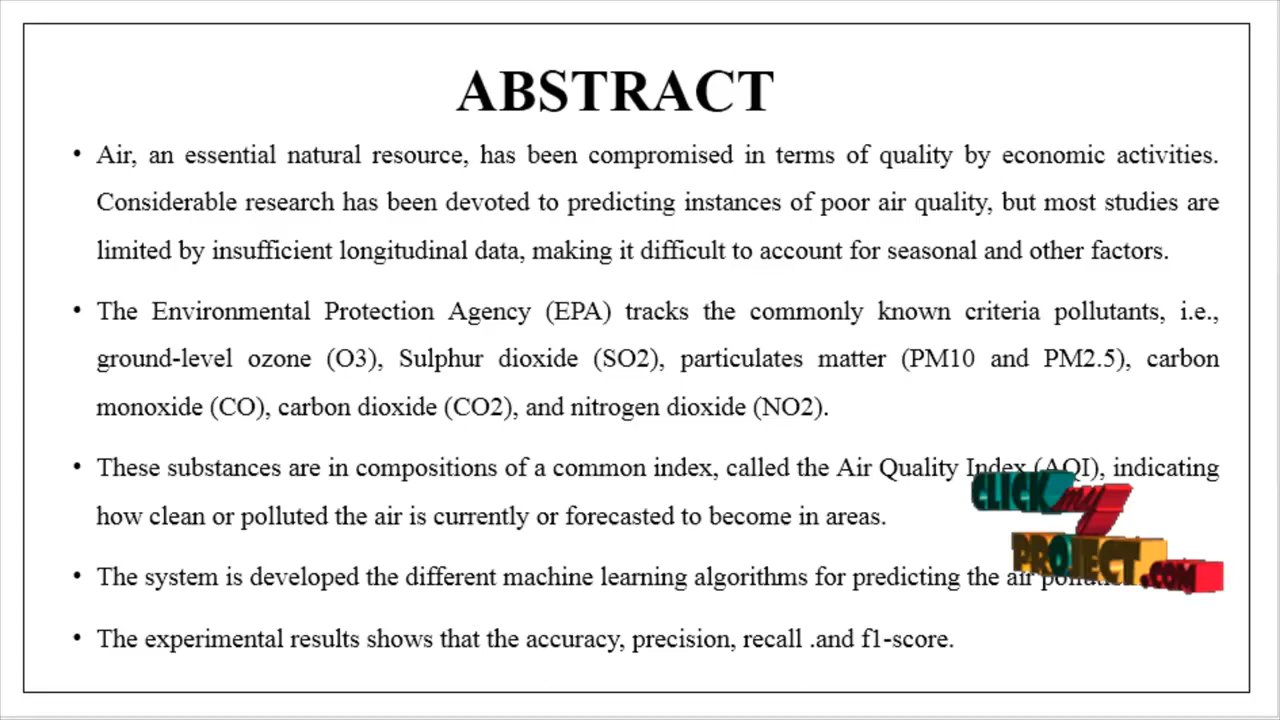 ABSTRACT
• Air, an essential natural resource, has been compromised in terms of quality by economic activities.
Considerable research has been devoted to predicting instances of poor air quality, but most studies are
limited by insufficient longitudinal data, making it difficult to account for seasonal and other factors.
• The Environmental Protection Agency (EPA) tracks the commonly known criteria pollutants, i.e.,
ground-level ozone (O3), Sulphur dioxide (SO2), particulates matter (PM10 and PM2.5), carbon
monoxide (CO), carbon dioxide (CO2), and nitrogen dioxide (NO2).
• These substances are in compositions of a common index, called the Air Quality Index (AQI), indicating
how clean or polluted the air is currently or forecasted to become in areas.
• The system is developed the different machine learning algorithms for predicting the air
• The experimental results shows that the accuracy, precision, recall .and f1-score.
CLICK my
PROJECT
.COM